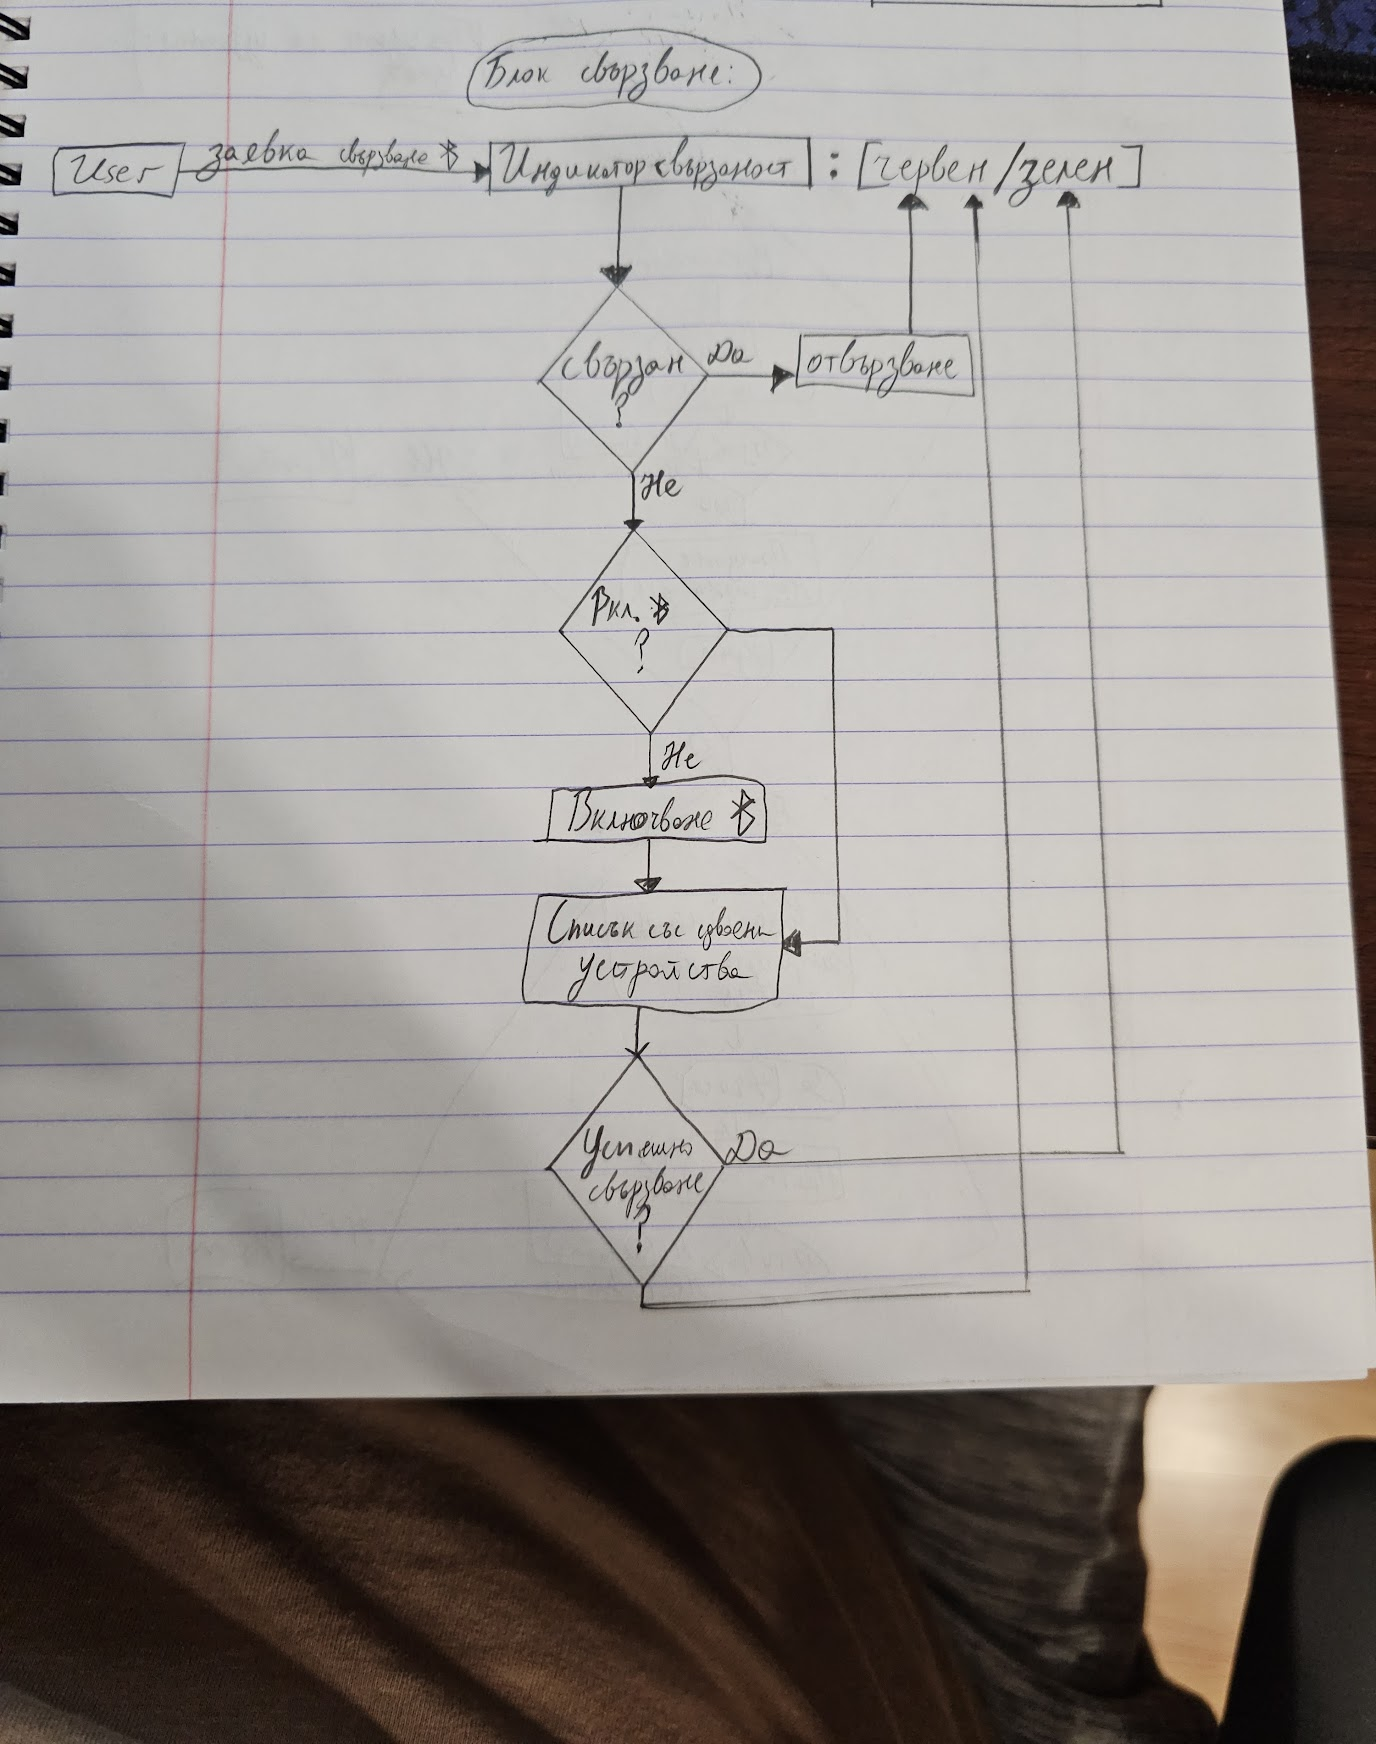 Блок свързване:
User
заявка свързване
Индикатор свързаност : [червен/зелен]
свързан
?
Да
отвързване
Не
Вкл.
?
Не
Включване
Списък със сдвоени
устройства
Успешно
свързване
?
Да